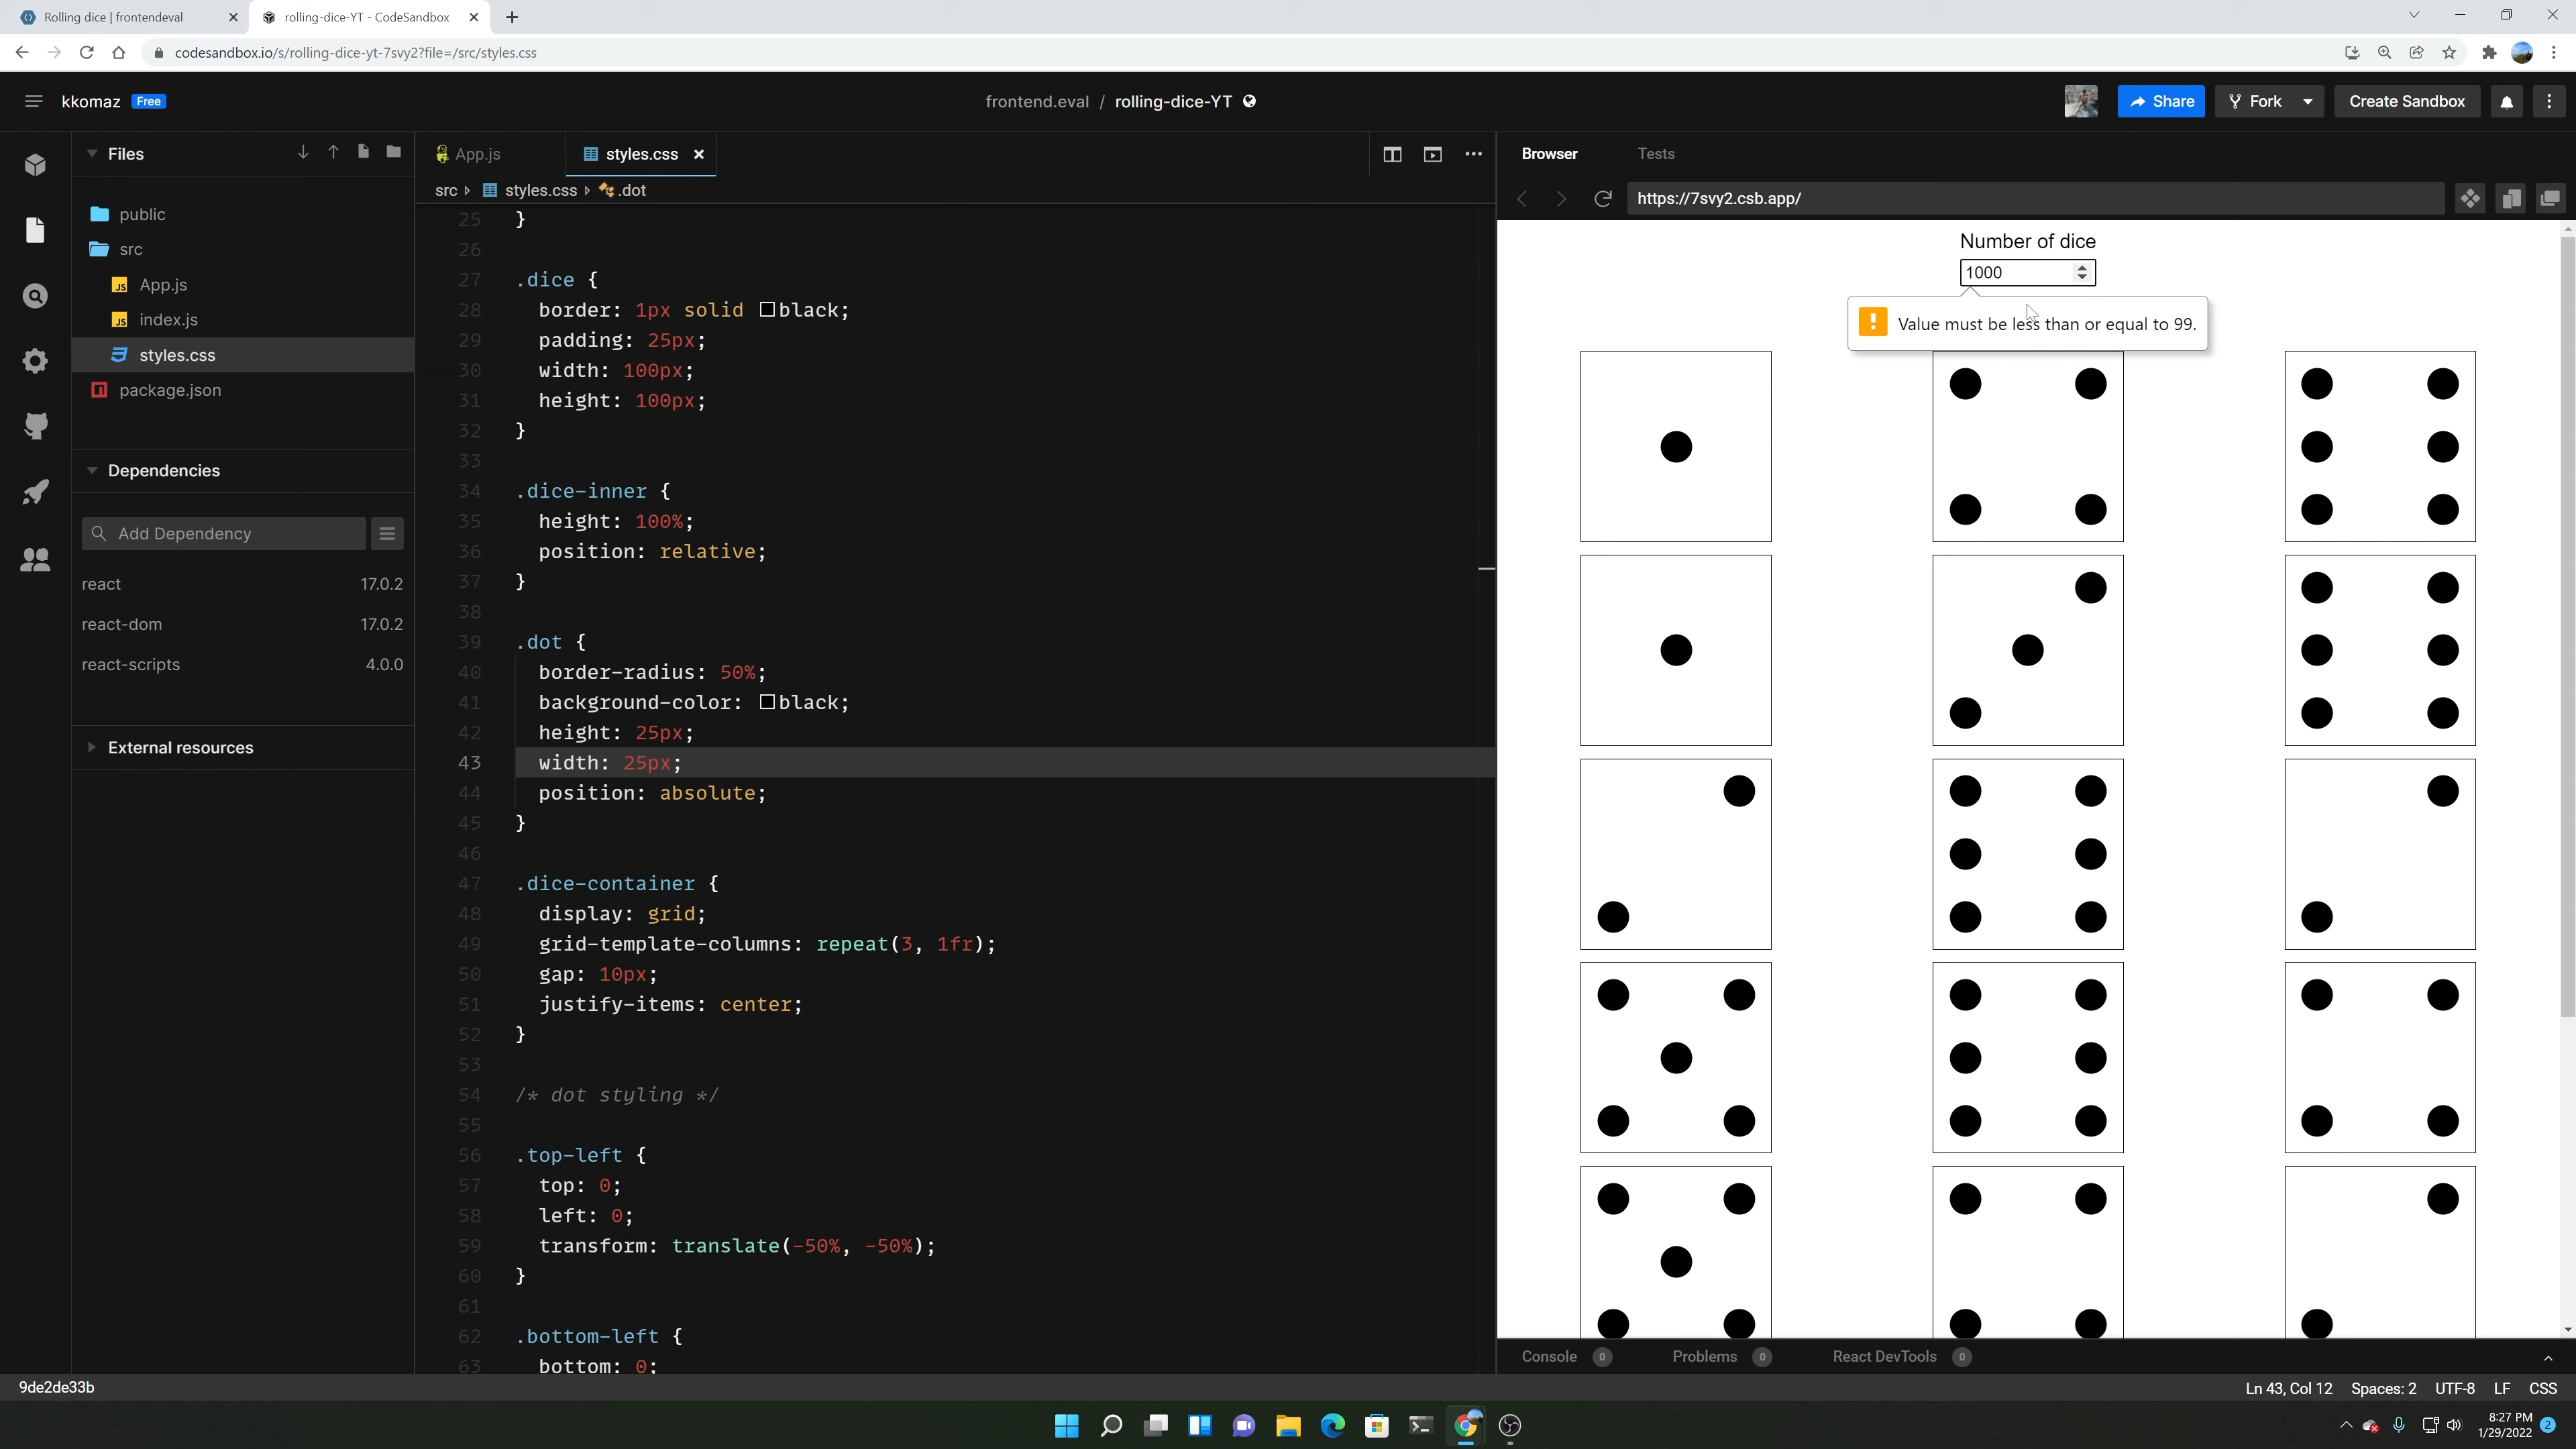 Rolling dice | frontendeval
rolling-dice-YT - CodeSandbox
codesandbox.io/s/rolling-dice-yt-7svy2?file=/src/styles.css
kkomaz Free
frontend.eval / rolling-dice-YT
Share
Fork
Create Sandbox
Files
public
src
JS App.js
JS index.js
styles.css
package.json
Dependencies
Add Dependency
react 17.0.2
react-dom 17.0.2
react-scripts 4.0.0
External resources
App.js
styles.css
src styles.css .dot
25 }
26
27 .dice {
28 border: 1px solid black;
29 padding: 25px;
30 width: 100px;
31 height: 100px;
32 }
33
34 .dice-inner {
35 height: 100%;
36 position: relative;
37 }
38
39 .dot {
40 border-radius: 50%;
41 background-color: black;
42 height: 25px;
43 width: 25px;
44 position: absolute;
45 }
46
47 .dice-container {
48 display: grid;
49 grid-template-columns: repeat(3, 1fr);
50 gap: 10px;
51 justify-items: center;
52 }
53
54 /* dot styling */
55
56 .top-left {
57 top: 0;
58 left: 0;
59 transform: translate(-50%, -50%);
60 }
61
62 .bottom-left {
63 bottom: 0;
Browser
Tests
https://7svy2.csb.app/
Number of dice
1000
Value must be less than or equal to 99.
Console 0
Problems 0
React DevTools 0
9de2de33b
Ln 43, Col 12 Spaces: 2 UTF-8 LF CSS
8:27 PM
1/29/2022
2